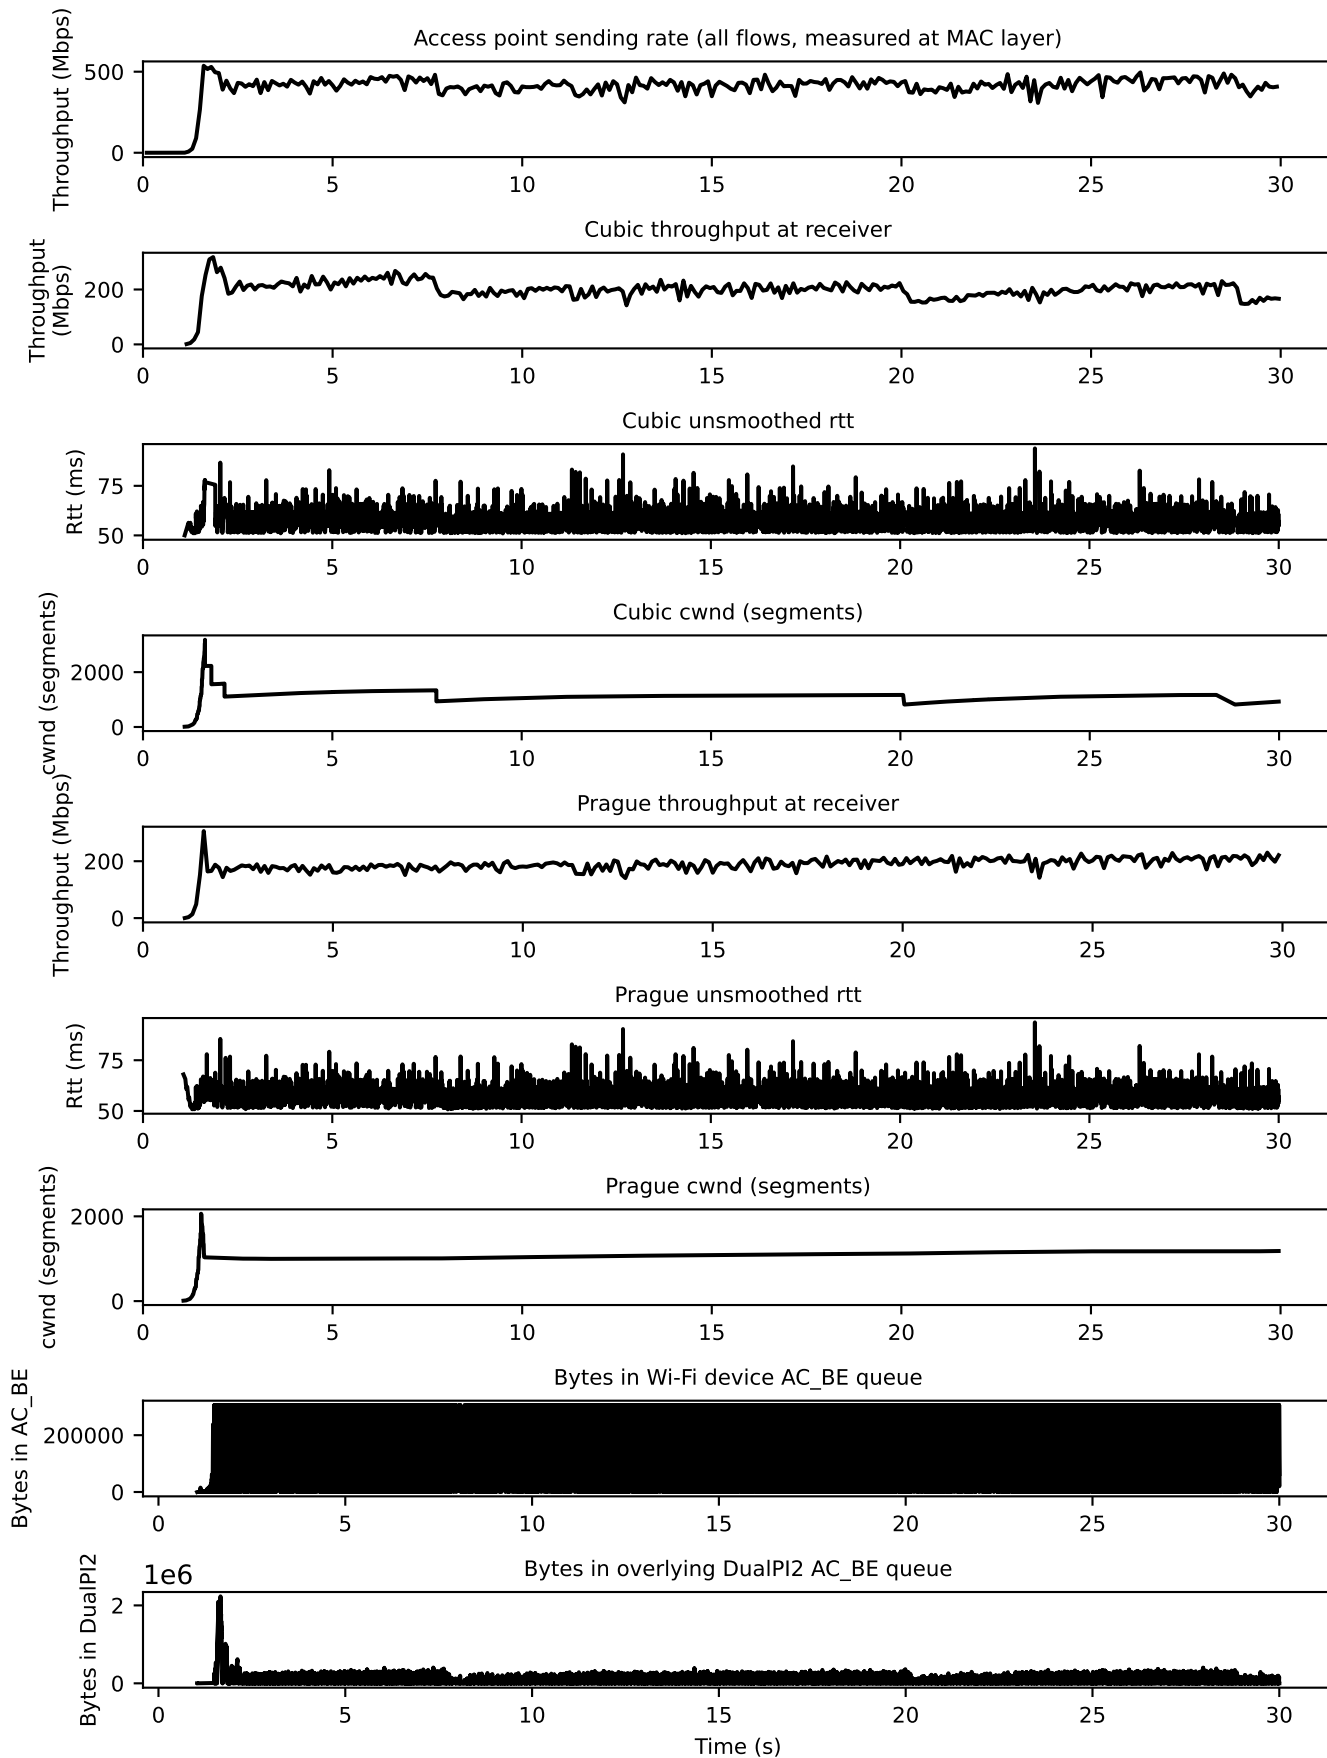 Access point sending rate (all flows, measured at MAC layer)
Throughput (Mbps)
500
0
0 5 10 15 20 25 30
Cubic throughput at receiver
Throughput
(Mbps)
200
0
0 5 10 15 20 25 30
Cubic unsmoothed rtt
Rtt (ms)
75
50
0 5 10 15 20 25 30
Cubic cwnd (segments)
cwnd (segments)
2000
0
0 5 10 15 20 25 30
Prague throughput at receiver
Throughput (Mbps)
200
0
0 5 10 15 20 25 30
Prague unsmoothed rtt
Rtt (ms)
75
50
0 5 10 15 20 25 30
Prague cwnd (segments)
cwnd (segments)
2000
0
0 5 10 15 20 25 30
Bytes in Wi-Fi device AC_BE queue
Bytes in AC_BE
200000
0
0 5 10 15 20 25 30
Bytes in overlying DualPI2 AC_BE queue
1e6
Bytes in DualPI2
2
0
0 5 10 15 20 25 30
Time (s)